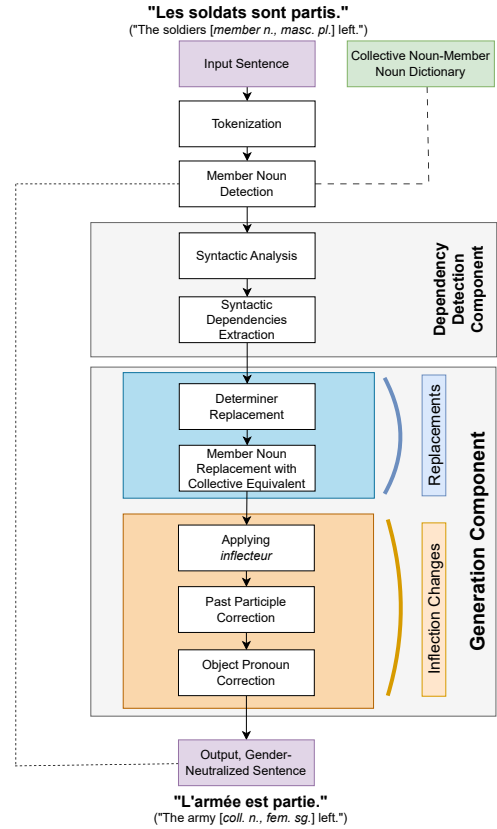 "Les soldats sont partis."
("The soldiers [member n., masc. pl.] left.")
Input Sentence
Collective Noun-Member
Noun Dictionary
Tokenization
Member Noun
Detection
Syntactic Analysis
Syntactic
Dependencies
Extraction
Dependency
Detection
Component
Determiner
Replacement
Member Noun
Replacement with
Collective Equivalent
Replacements
Applying
inflecteur
Past Participle
Correction
Object Pronoun
Correction
Inflection Changes
Generation Component
Output, Gender-
Neutralized Sentence
"L'armée est partie."
("The army [coll. n., fem. sg.] left.")